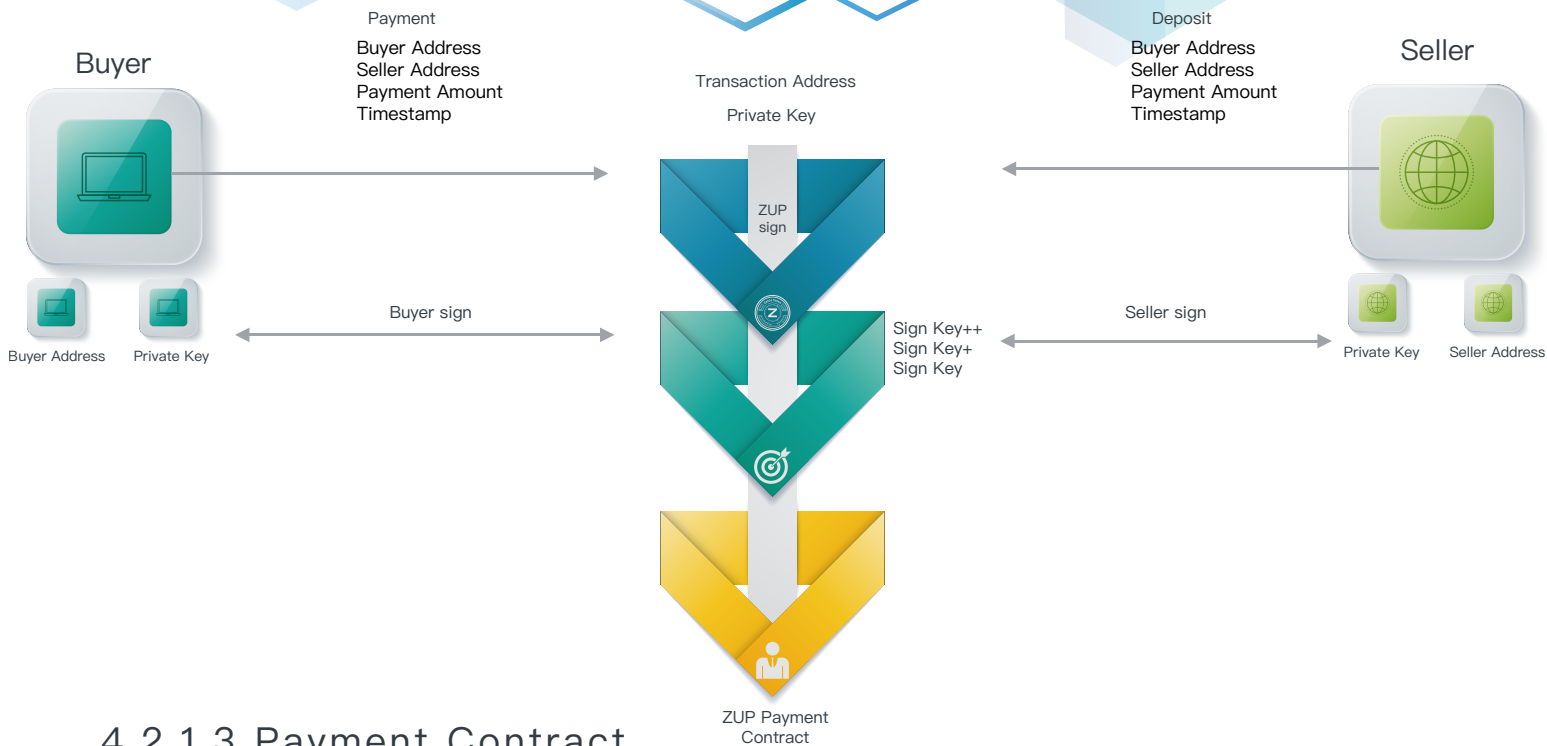 Payment
Deposit
Buyer
Buyer Address
Seller Address
Payment Amount
Timestamp
Transaction Address
Private Key
Buyer Address
Seller Address
Payment Amount
Timestamp
Seller
ZUP
sign
Z
Buyer sign
Sign Key++
Sign Key+
Sign Key
Seller sign
Buyer Address
Private Key
Private Key
Seller Address
ZUP Payment
Contract
4.2.1.3 Payment Contract